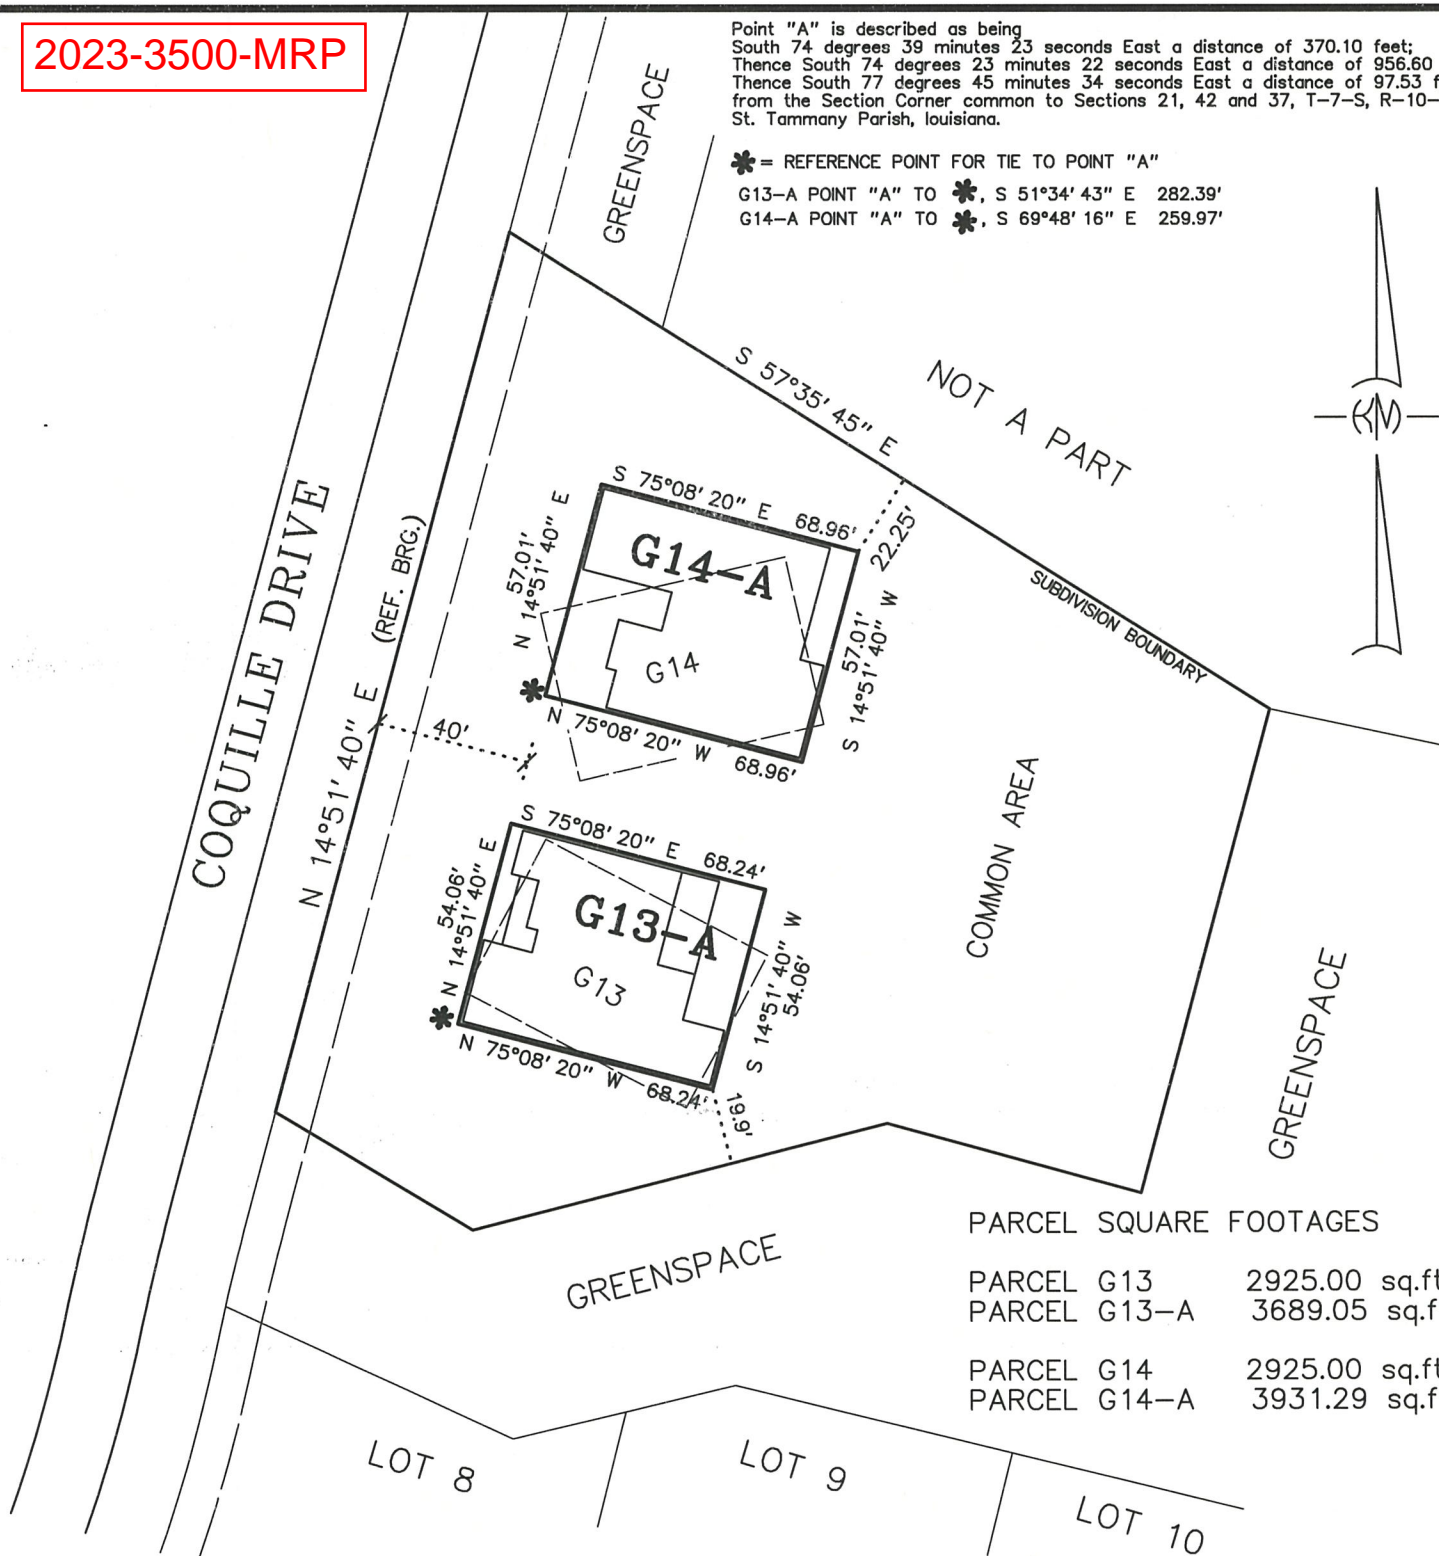 2023-3500-MRP
Point "A" is described as being
South 74 degrees 39 minutes 23 seconds East a distance of 370.10 feet;
Thence South 74 degrees 23 minutes 22 seconds East a distance of 956.60
Thence South 77 degrees 45 minutes 34 seconds East a distance of 97.53 f
from the Section Corner common to Sections 21, 42 and 37, T-7-S, R-10-
St. Tammany Parish, louisiana.
✱= REFERENCE POINT FOR TIE TO POINT "A"
G13-A POINT "A" TO ✱, S 51°34'43" E 282.39'
G14-A POINT "A" TO ✱, S 69°48'16" E 259.97'
GREENSPACE
S 57°35'45" E
NOT A PART
KM
SUBDIVISION BOUNDARY
COQUILLE DRIVE
N 14°51'40" E (REF. BRG.)
40'
S 75°08'20" E 68.96'
22.25'
57.01'
N 14°51'40" E
G14-A
G14
57.01'
S 14°51'40" W
N 75°08'20" W 68.96'
S 75°08'20" E 68.24'
54.06'
N 14°51'40" E
G13-A
G13
S 14°51'40" W
54.06'
N 75°08'20" W 68.24'
19.9'
COMMON AREA
GREENSPACE
GREENSPACE
PARCEL SQUARE FOOTAGES
PARCEL G13 2925.00 sq.ft
PARCEL G13-A 3689.05 sq.f
PARCEL G14 2925.00 sq.ft
PARCEL G14-A 3931.29 sq.f
LOT 8
LOT 9
LOT 10